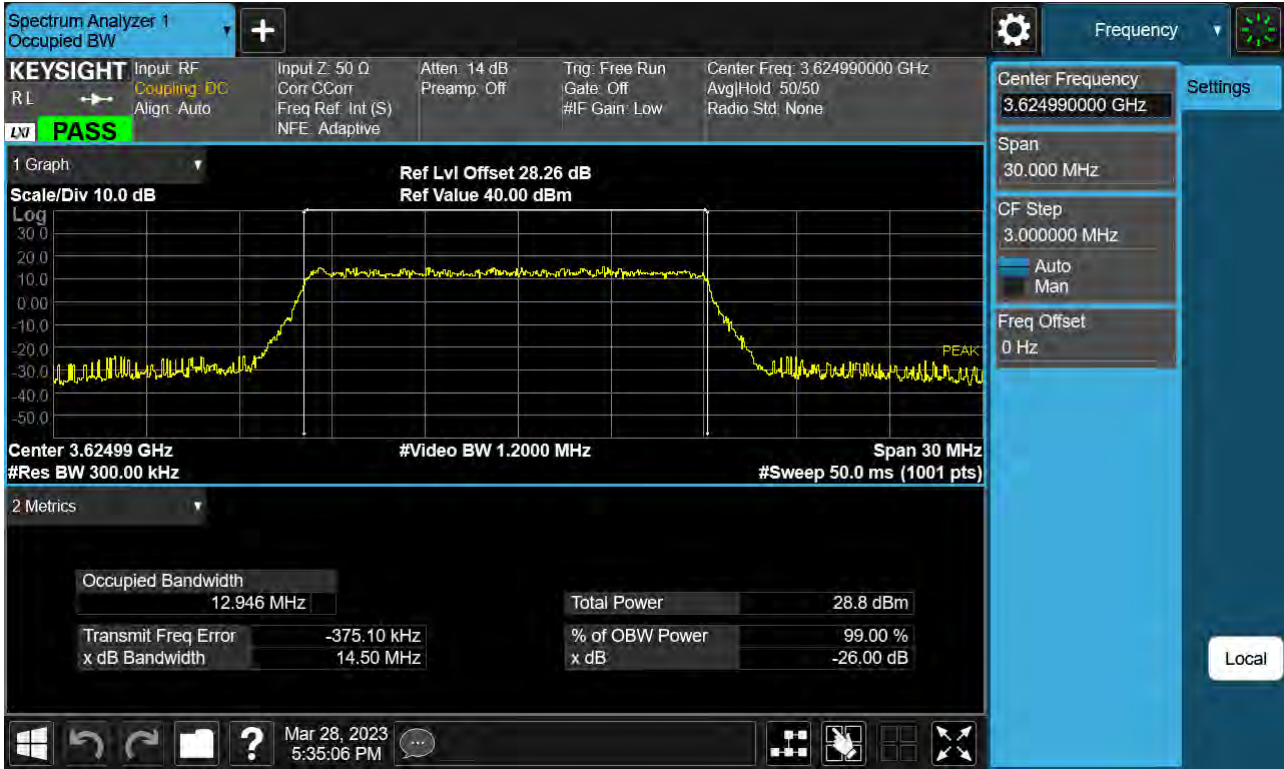 Spectrum Analyzer 1
Occupied BW
Frequency
KEYSIGHT
RL
LXI
PASS
Input: RF
Coupling: DC
Align: Auto
Input Z: 50 Ω
Corr CCorr
Freq Ref: Int (S)
NFE: Adaptive
Atten: 14 dB
Preamp: Off
Trig: Free Run
Gate: Off
#IF Gain: Low
Center Freq: 3.624990000 GHz
Avg|Hold: 50/50
Radio Std: None
1 Graph
Scale/Div 10.0 dB
Ref Lvl Offset 28.26 dB
Ref Value 40.00 dBm
Log
30.0
20.0
10.0
0.00
-10.0
-20.0
-30.0
-40.0
-50.0
PEAK
Center 3.62499 GHz
#Video BW 1.2000 MHz
Span 30 MHz
#Res BW 300.00 kHz
#Sweep 50.0 ms (1001 pts)
2 Metrics
Occupied Bandwidth
12.946 MHz
Total Power 28.8 dBm
Transmit Freq Error -375.10 kHz
% of OBW Power 99.00 %
x dB Bandwidth 14.50 MHz
x dB -26.00 dB
Center Frequency
3.624990000 GHz
Settings
Span
30.000 MHz
CF Step
3.000000 MHz
Auto
Man
Freq Offset
0 Hz
Local
?
Mar 28, 2023
5:35:06 PM